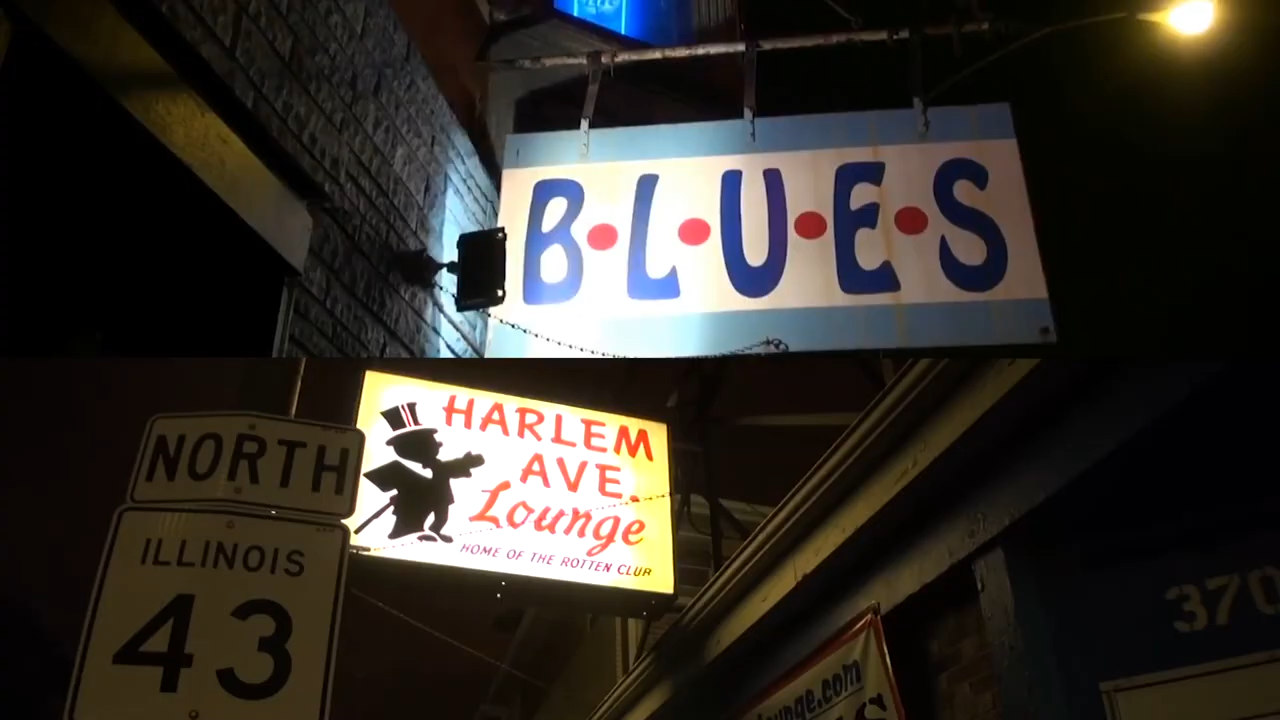 B•L•U•E•S
NORTH
ILLINOIS
43
HARLEM
AVE.
Lounge
HOME OF THE ROTTEN CLUB
370
lounge.com